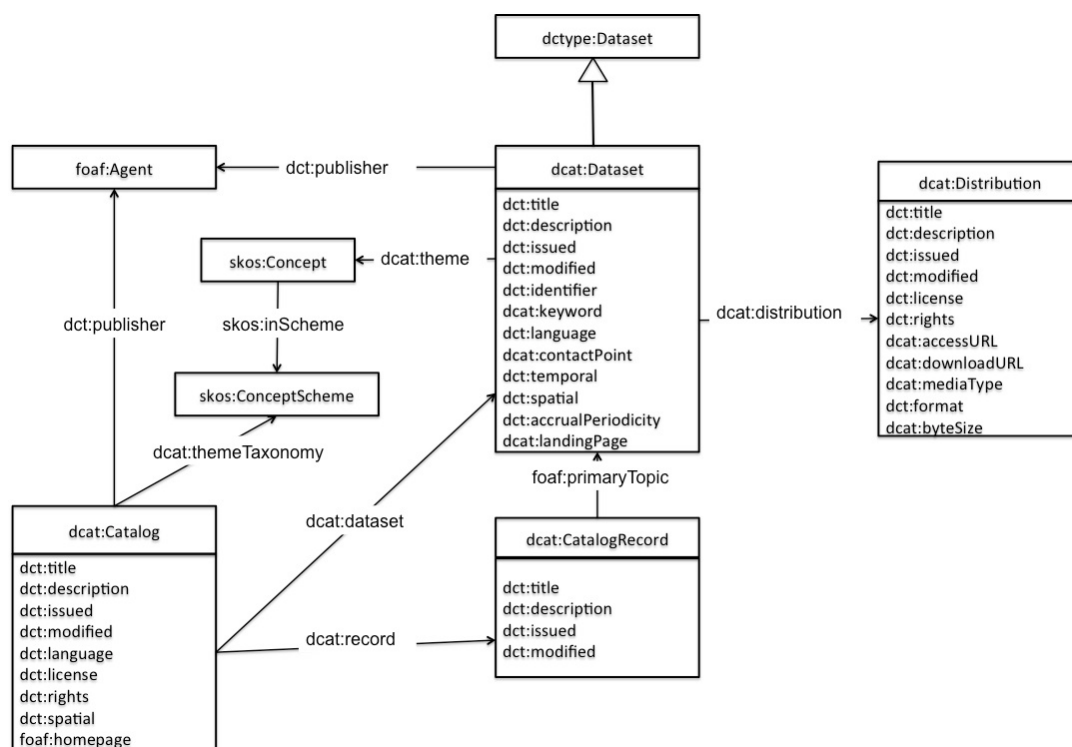 dctype:Dataset
foaf:Agent
dct:publisher
dcat:Dataset
dct:title
dct:description
dct:issued
dct:modified
dct:identifier
dcat:keyword
dct:language
dcat:contactPoint
dct:temporal
dct:spatial
dct:accrualPeriodicity
dcat:landingPage
dcat:Distribution
dct:title
dct:description
dct:issued
dct:modified
dct:license
dct:rights
dcat:accessURL
dcat:downloadURL
dcat:mediaType
dct:format
dcat:byteSize
skos:Concept
dcat:theme
dct:publisher
skos:inScheme
dcat:distribution
skos:ConceptScheme
dcat:themeTaxonomy
foaf:primaryTopic
dcat:dataset
dcat:Catalog
dct:title
dct:description
dct:issued
dct:modified
dct:language
dct:license
dct:rights
dct:spatial
foaf:homepage
dcat:record
dcat:CatalogRecord
dct:title
dct:description
dct:issued
dct:modified